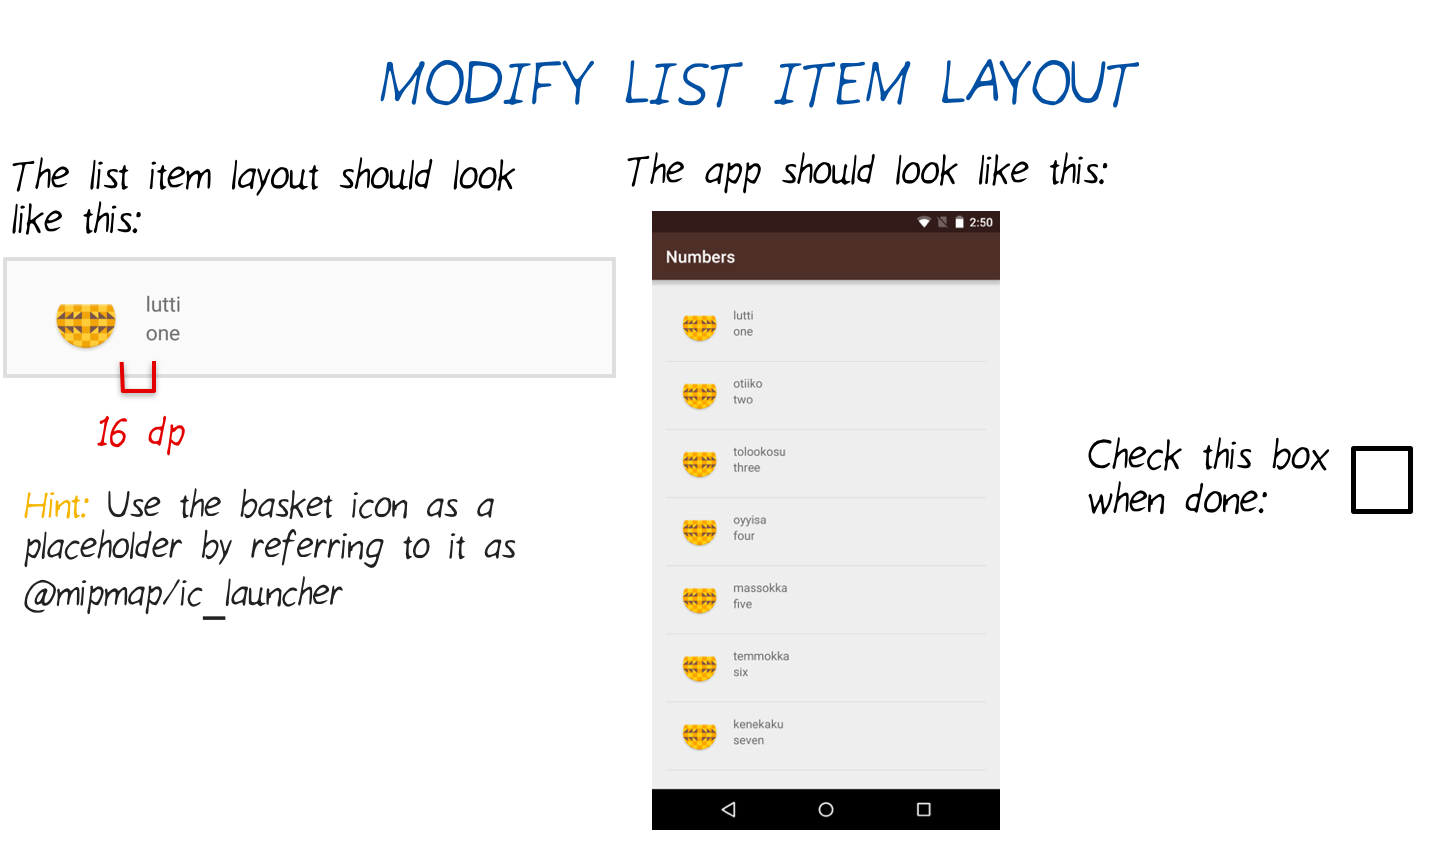 MODIFY LIST ITEM LAYOUT
The list item layout should look
like this:
lutti
one
16 dp
Hint: Use the basket icon as a
placeholder by referring to it as
@mipmap/ic_launcher
The app should look like this:
2:50
Numbers
lutti
one
otiiko
two
tolookosu
three
oyyisa
four
massokka
five
temmokka
six
kenekaku
seven
Check this box
when done: